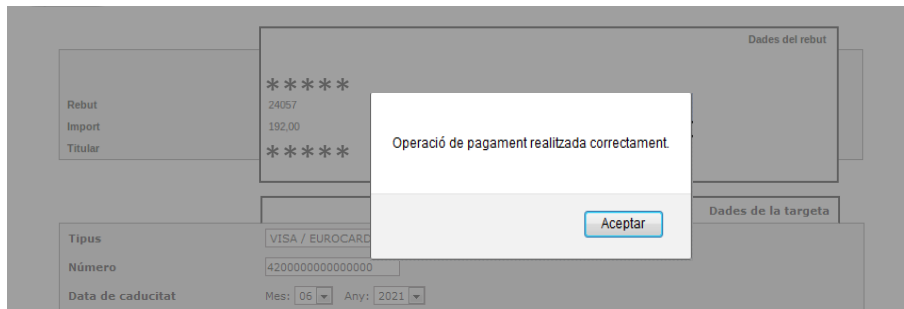 Dades del rebut
*****
Rebut 24057
Import 192,00
Titular *****
Operació de pagament realitzada correctament.
Aceptar
Dades de la targeta
Tipus VISA / EUROCARD
Número 4200000000000000
Data de caducitat Mes: 06 Any: 2021